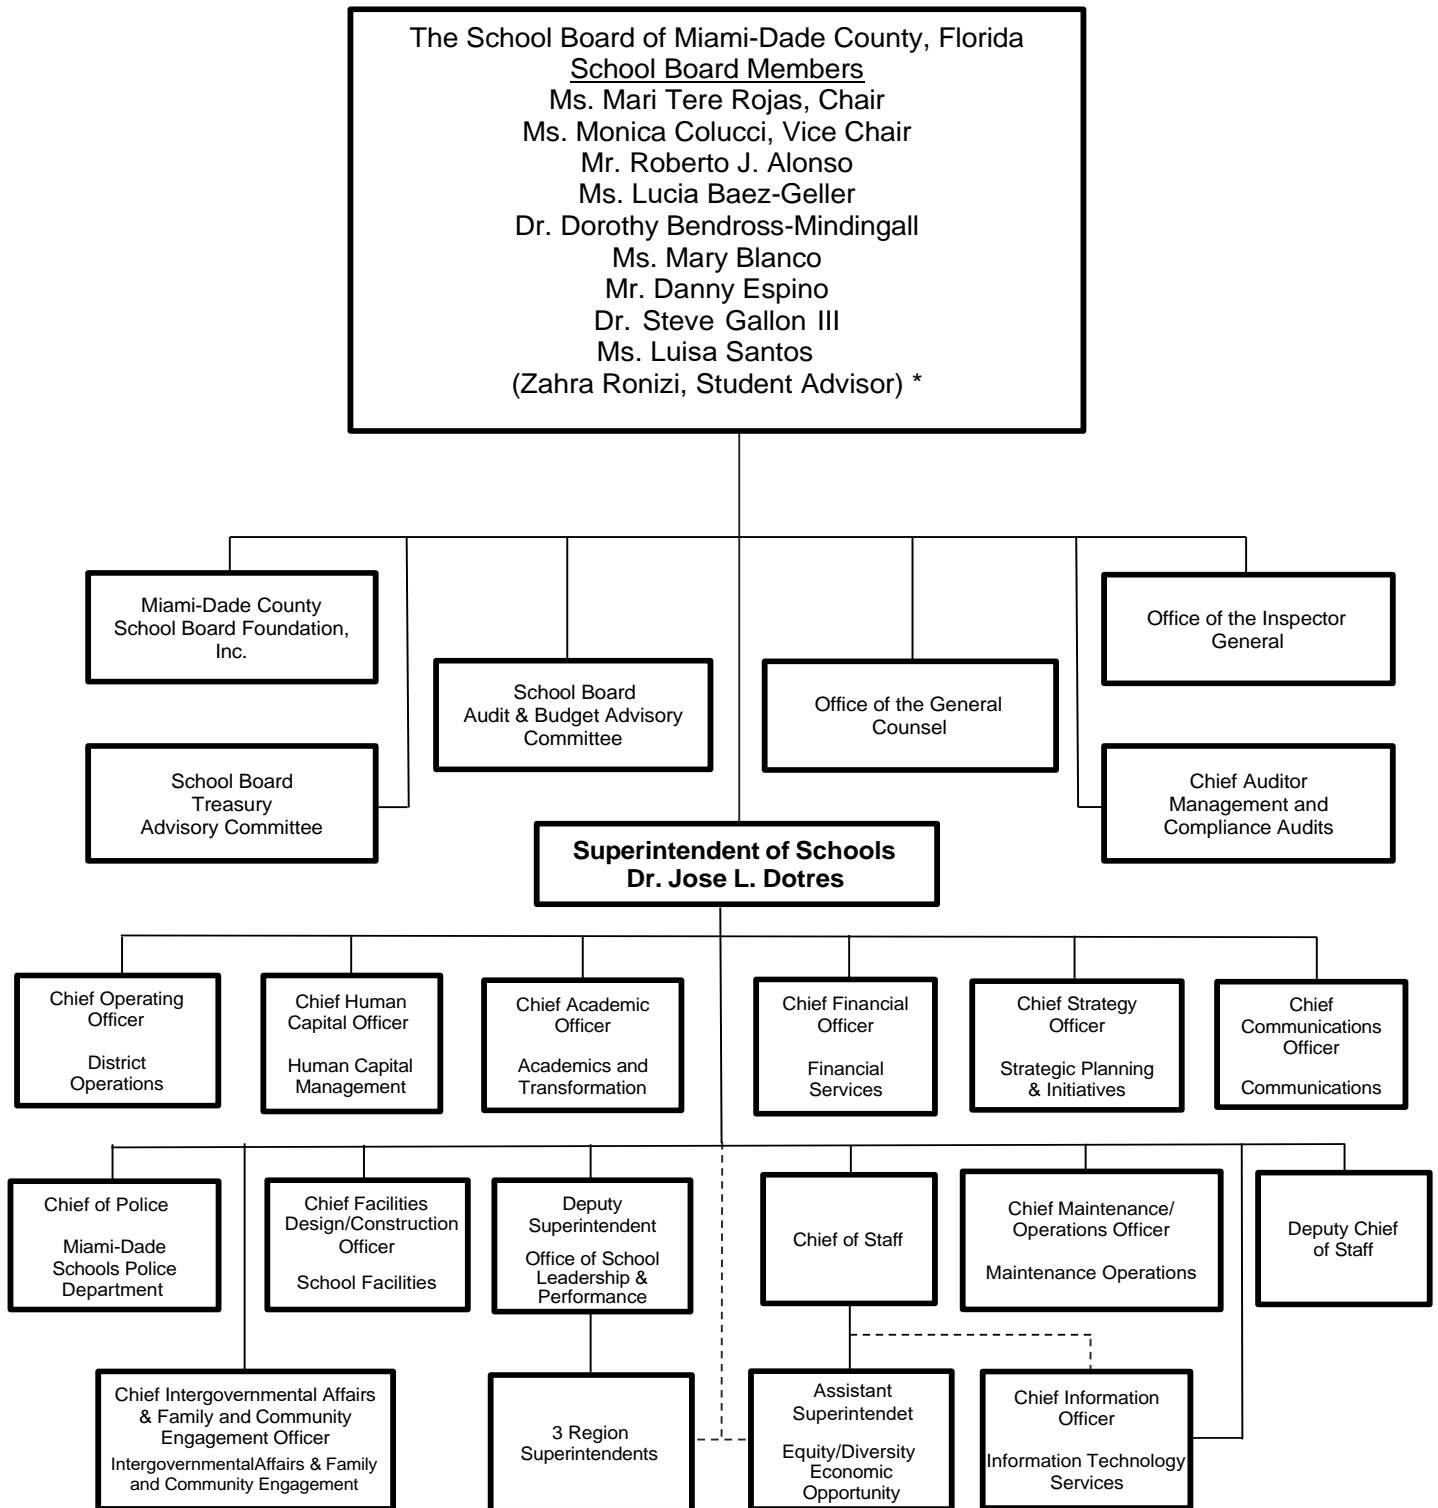 The School Board of Miami-Dade County, Florida
School Board Members
Ms. Mari Tere Rojas, Chair
Ms. Monica Colucci, Vice Chair
Mr. Roberto J. Alonso
Ms. Lucia Baez-Geller
Dr. Dorothy Bendross-Mindingall
Ms. Mary Blanco
Mr. Danny Espino
Dr. Steve Gallon III
Ms. Luisa Santos
(Zahra Ronizi, Student Advisor) *
Miami-Dade County
School Board Foundation,
Inc.
School Board
Audit & Budget Advisory
Committee
Office of the General
Counsel
Office of the Inspector
General
School Board
Treasury
Advisory Committee
Chief Auditor
Management and
Compliance Audits
Superintendent of Schools
Dr. Jose L. Dotres
Chief Operating
Officer
District
Operations
Chief Human
Capital Officer
Human Capital
Management
Chief Academic
Officer
Academics and
Transformation
Chief Financial
Officer
Financial
Services
Chief Strategy
Officer
Strategic Planning
& Initiatives
Chief
Communications
Officer
Communications
Chief of Police
Miami-Dade
Schools Police
Department
Chief Facilities
Design/Construction
Officer
School Facilities
Deputy
Superintendent
Office of School
Leadership &
Performance
Chief of Staff
Chief Maintenance/
Operations Officer
Maintenance Operations
Deputy Chief
of Staff
Chief Intergovernmental Affairs
& Family and Community
Engagement Officer
IntergovernmentalAffairs & Family
and Community Engagement
3 Region
Superintendents
Assistant
Superintendet
Equity/Diversity
Economic
Opportunity
Chief Information
Officer
Information Technology
Services